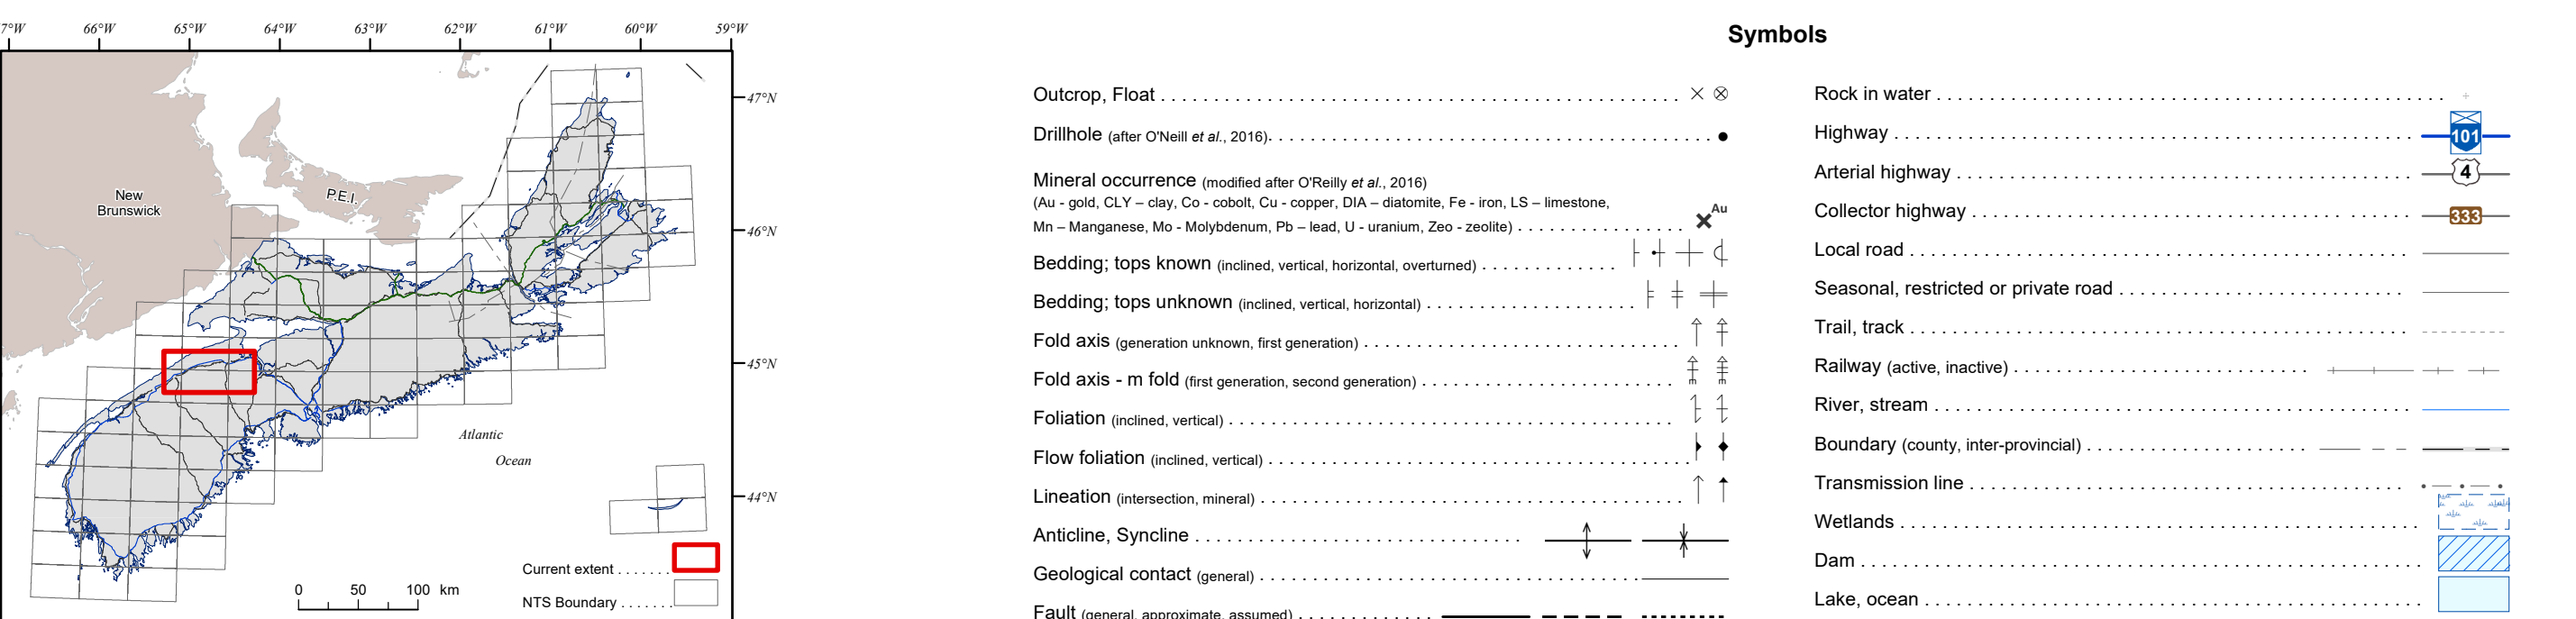 7°W 66°W 65°W 64°W 63°W 62°W 61°W 60°W 59°W
47°N
46°N
45°N
44°N
New
Brunswick
P.E.I.
Atlantic
Ocean
0 50 100 km
Current extent . . . . . . .
NTS Boundary . . . . . . .
Symbols
Outcrop, Float
Drillhole (after O'Neill et al., 2016).
Mineral occurrence (modified after O'Reilly et al., 2016)
(Au - gold, CLY – clay, Co - cobolt, Cu - copper, DIA – diatomite, Fe - iron, LS – limestone,
Mn – Manganese, Mo - Molybdenum, Pb – lead, U - uranium, Zeo - zeolite)
Au
Bedding; tops known (inclined, vertical, horizontal, overturned)
Bedding; tops unknown (inclined, vertical, horizontal)
Fold axis (generation unknown, first generation)
Fold axis - m fold (first generation, second generation)
Foliation (inclined, vertical)
Flow foliation (inclined, vertical)
Lineation (intersection, mineral)
Anticline, Syncline
Geological contact (general)
Fault (general, approximate, assumed)
Rock in water
Highway 101
Arterial highway 4
Collector highway 333
Local road
Seasonal, restricted or private road
Trail, track
Railway (active, inactive)
River, stream
Boundary (county, inter-provincial)
Transmission line
Wetlands
Dam
Lake, ocean